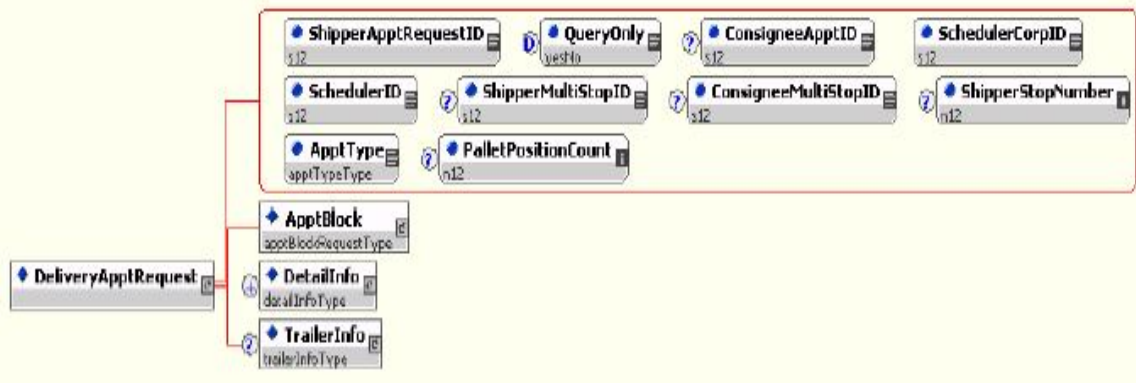 ShipperApptRequestID
s12
D QueryOnly
yesNo
? ConsigneeApptID
s12
SchedulerCorpID
s12
SchedulerID
s12
? ShipperMultiStopID
s12
? ConsigneeMultiStopID
s12
? ShipperStopNumber
n12
ApptType
apptTypeType
? PalletPositionCount
n12
ApptBlock
apptBlockRequestType
DeliveryApptRequest
+ DetailInfo
detailInfoType
? TrailerInfo
trailerInfoType